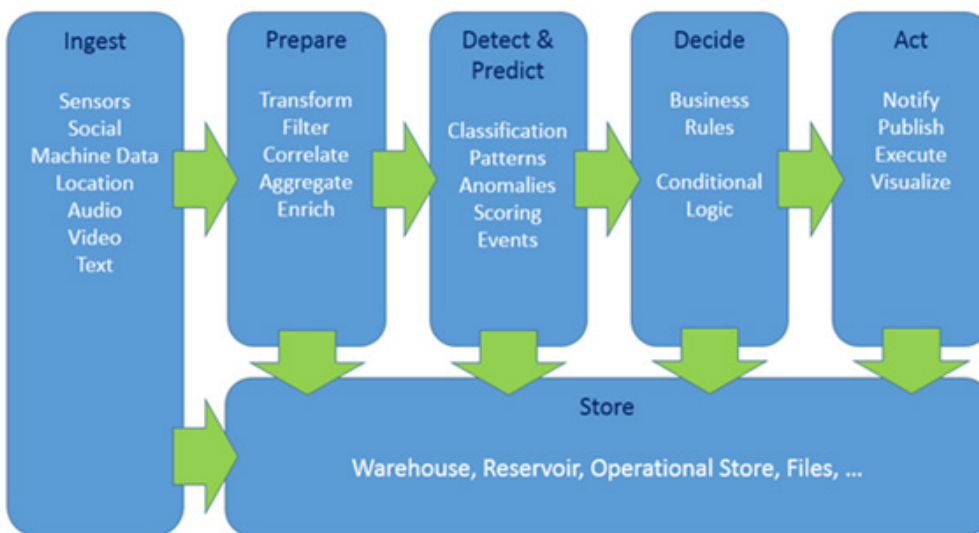 Ingest
Sensors
Social
Machine Data
Location
Audio
Video
Text
Prepare
Transform
Filter
Correlate
Aggregate
Enrich
Detect &
Predict
Classification
Patterns
Anomalies
Scoring
Events
Decide
Business
Rules
Conditional
Logic
Act
Notify
Publish
Execute
Visualize
Store
Warehouse, Reservoir, Operational Store, Files, ...